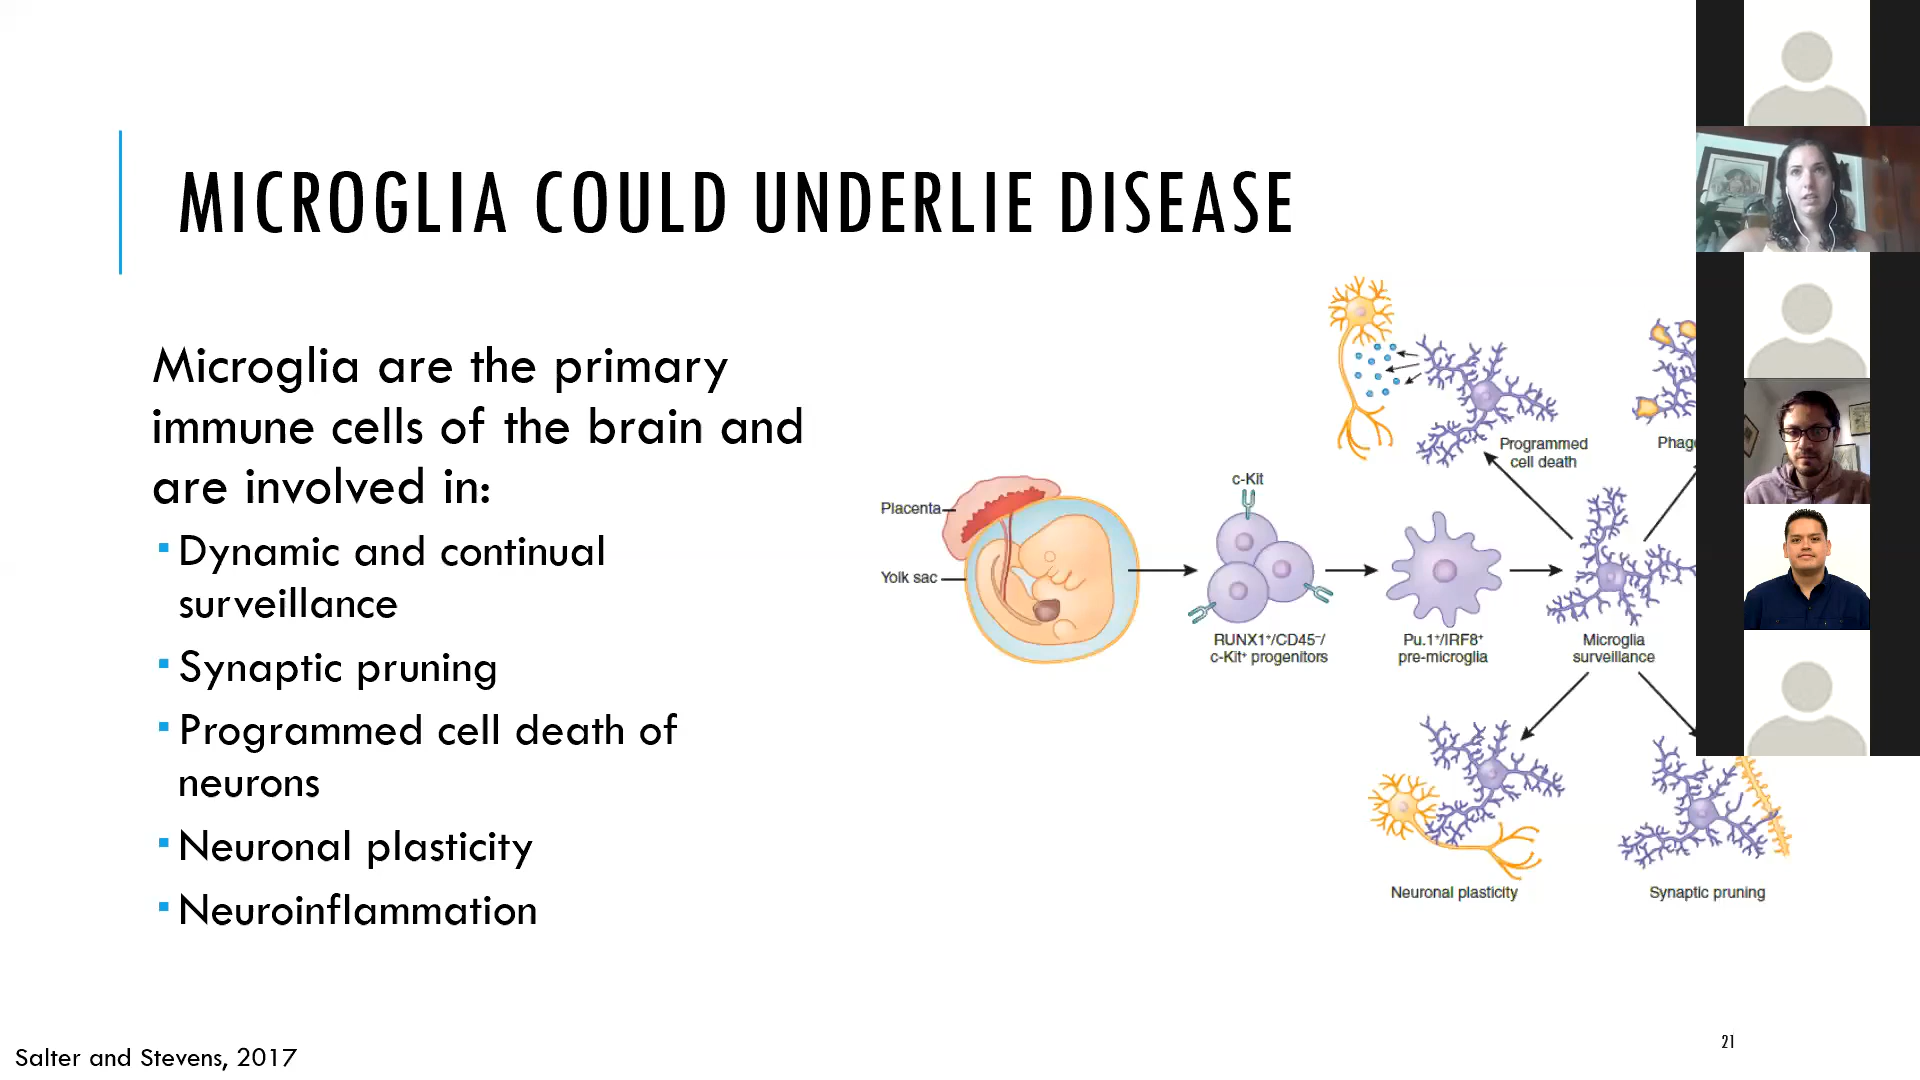 MICROGLIA COULD UNDERLIE DISEASE
Microglia are the primary
immune cells of the brain and
are involved in:
Dynamic and continual
surveillance
Synaptic pruning
Programmed cell death of
neurons
Neuronal plasticity
Neuroinflammation
Placenta
Yolk sac
c-Kit
RUNX1⁺/CD45⁻/
c-Kit⁺ progenitors
Pu.1⁺/IRF8⁺
pre-microglia
Microglia
surveillance
Programmed
cell death
Phag
Neuronal plasticity
Synaptic pruning
Salter and Stevens, 2017
21